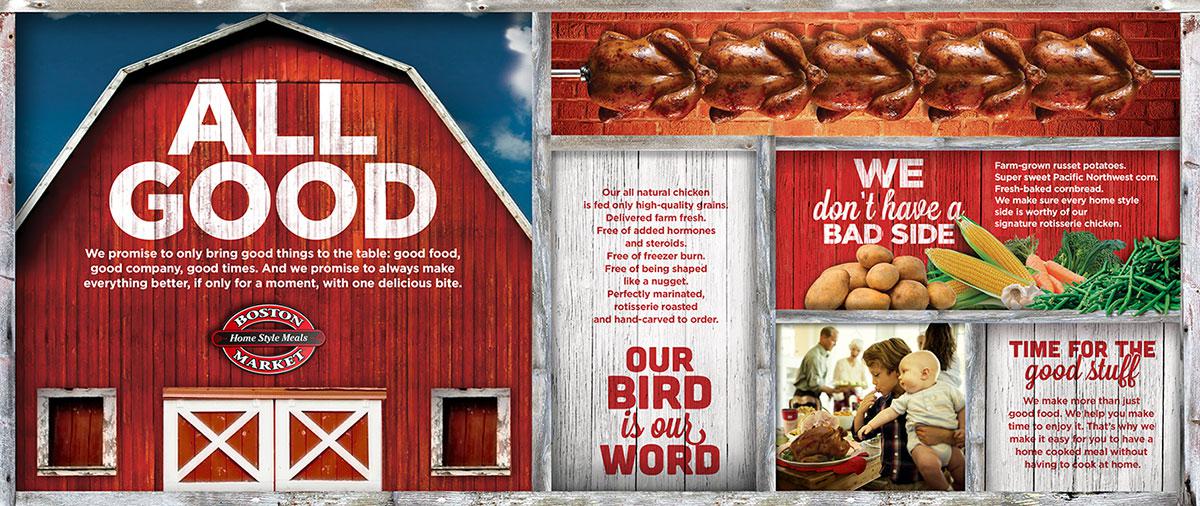 ALL
GOOD
We promise to only bring good things to the table: good food,
good company, good times. And we promise to always make
everything better, if only for a moment, with one delicious bite.
BOSTON
Home Style Meals
MARKET
Our all natural chicken
is fed only high-quality grains.
Delivered farm fresh.
Free of added hormones
and steroids.
Free of freezer burn.
Free of being shaped
like a nugget.
Perfectly marinated,
rotisserie roasted
and hand-carved to order.
OUR
BIRD
is our
WORD
WE
don't have a
BAD SIDE
Farm-grown russet potatoes.
Super sweet Pacific Northwest corn.
Fresh-baked cornbread.
We make sure every home style
side is worthy of our
signature rotisserie chicken.
TIME FOR THE
good stuff
We make more than just
good food. We help you make
time to enjoy it. That's why we
make it easy for you to have a
home cooked meal without
having to cook at home.